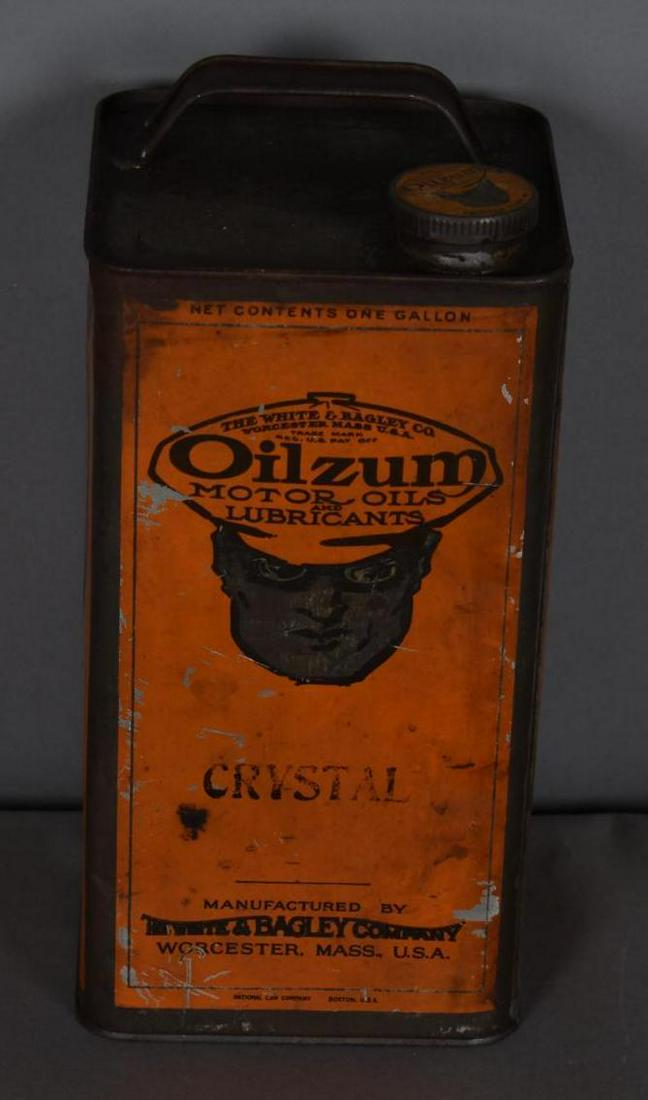 Oilzum
NET CONTENTS ONE GALLON
THE WHITE & BAGLEY CO
WORCESTER MASS U.S.A.
TRADE MARK
REG. U.S. PAT. OFF
Oilzum
MOTOR OILS
AND
LUBRICANTS
CRYSTAL
MANUFACTURED BY
THE WHITE & BAGLEY COMPANY
WORCESTER, MASS., U.S.A.
NATIONAL CAN COMPANY BOSTON, U.S.A.